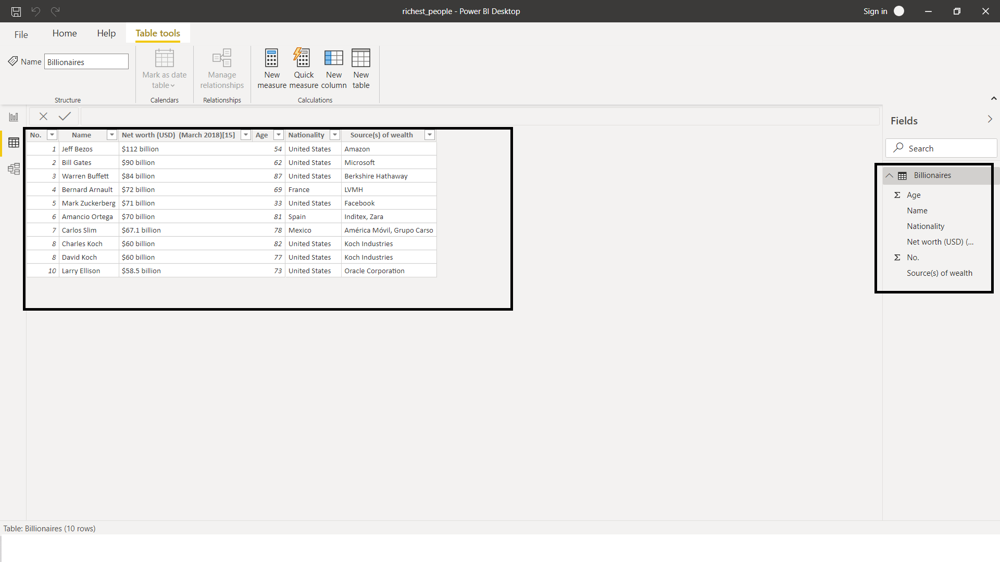 richest_people - Power BI Desktop
Sign in
File Home Help Table tools
Name Billionaires
Mark as date table
Manage relationships
New measure
Quick measure
New column
New table
Structure Calendars Relationships Calculations
No. Name Net worth (USD) (March 2018)[15] Age Nationality Source(s) of wealth
1 Jeff Bezos $112 billion 54 United States Amazon
2 Bill Gates $90 billion 62 United States Microsoft
3 Warren Buffett $84 billion 87 United States Berkshire Hathaway
4 Bernard Arnault $72 billion 69 France LVMH
5 Mark Zuckerberg $71 billion 33 United States Facebook
6 Amancio Ortega $70 billion 81 Spain Inditex, Zara
7 Carlos Slim $67.1 billion 78 Mexico América Móvil, Grupo Carso
8 Charles Koch $60 billion 82 United States Koch Industries
8 David Koch $60 billion 77 United States Koch Industries
10 Larry Ellison $58.5 billion 73 United States Oracle Corporation
Fields
Search
Billionaires
Σ Age
Name
Nationality
Net worth (USD) (...
Σ No.
Source(s) of wealth
Table: Billionaires (10 rows)